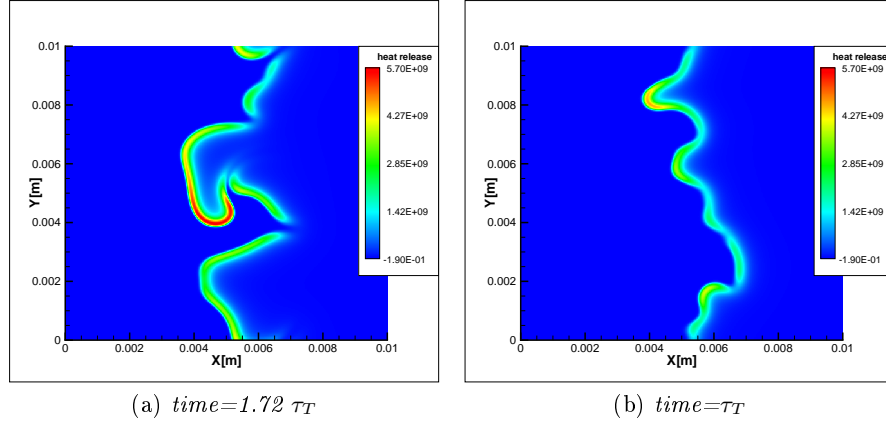 heat release
5.70E+09
4.27E+09
2.85E+09
1.42E+09
-1.90E-01
Y[m]
0.01
0.008
0.006
0.004
0.002
0
0 0.002 0.004 0.006 0.008 0.01
X[m]
(a) time=1.72 τT
heat release
5.70E+09
4.27E+09
2.85E+09
1.42E+09
-1.90E-01
Y[m]
0.01
0.008
0.006
0.004
0.002
0
0 0.002 0.004 0.006 0.008 0.01
X[m]
(b) time=τT